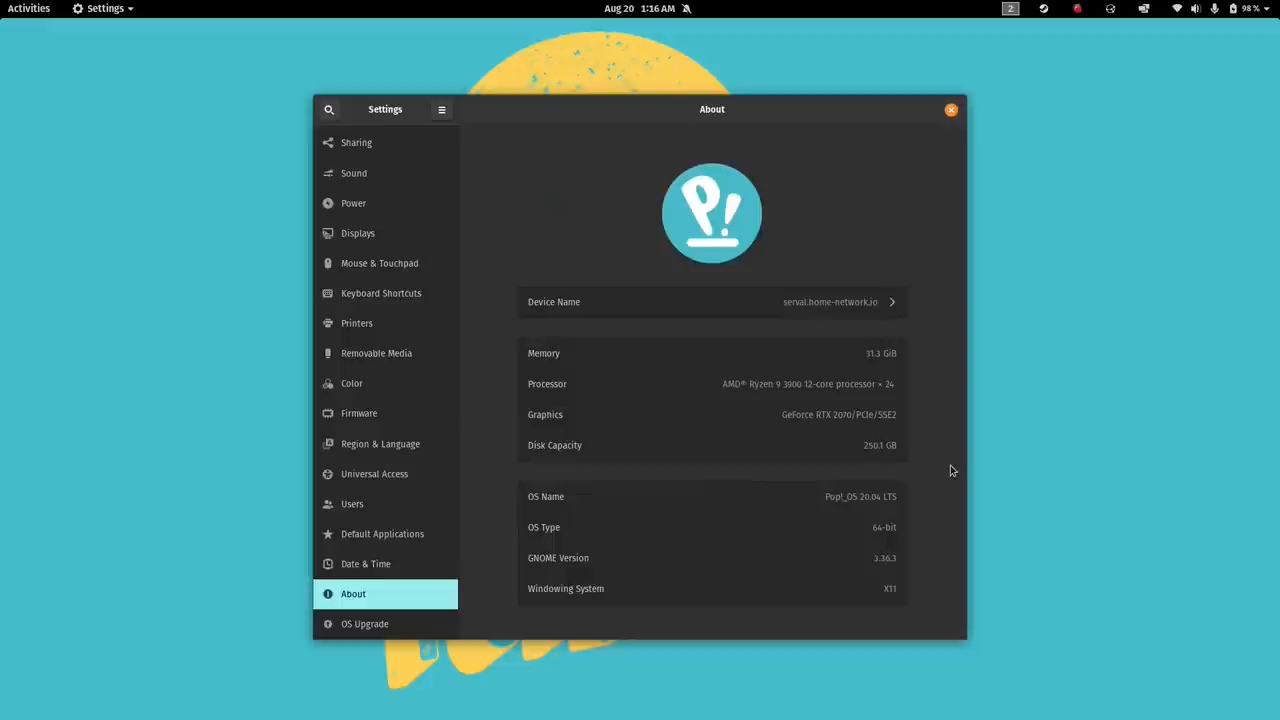 Activities
Settings
Aug 20 1:16 AM
2
98 %
Settings
About
Sharing
Sound
Power
Displays
Mouse & Touchpad
Keyboard Shortcuts
Printers
Removable Media
Color
Firmware
Region & Language
Universal Access
Users
Default Applications
Date & Time
About
OS Upgrade
P!
Device Name serval.home-network.io
Memory 31.3 GiB
Processor AMD® Ryzen 9 3900 12-core processor × 24
Graphics GeForce RTX 2070/PCIe/SSE2
Disk Capacity 250.1 GB
OS Name Pop!_OS 20.04 LTS
OS Type 64-bit
GNOME Version 3.36.3
Windowing System X11